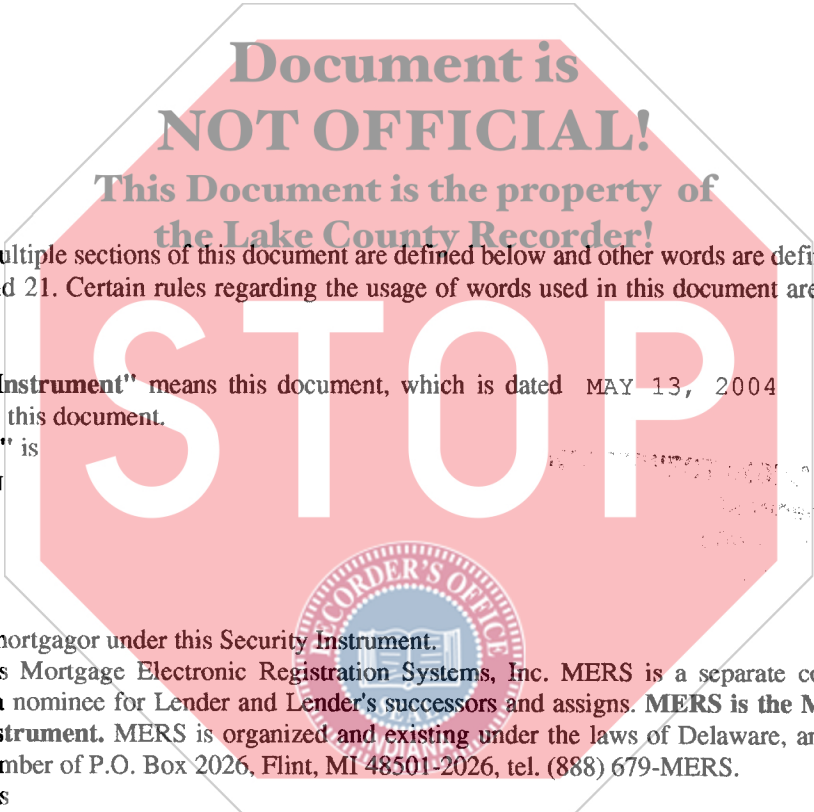 Document is
NOT OFFICIAL!
This Document is the property of
the Lake County Recorder!
ultiple sections of this document are defined below and other words are defi
d 21. Certain rules regarding the usage of words used in this document are
STOP
Instrument" means this document, which is dated MAY 13, 2004
this document.
" is
RECORDER'S OFFICE
nortgagor under this Security Instrument.
s Mortgage Electronic Registration Systems, Inc. MERS is a separate co
a nominee for Lender and Lender's successors and assigns. MERS is the M
strument. MERS is organized and existing under the laws of Delaware, an
INDIANA
mber of P.O. Box 2026, Flint, MI 48501-2026, tel. (888) 679-MERS.
s